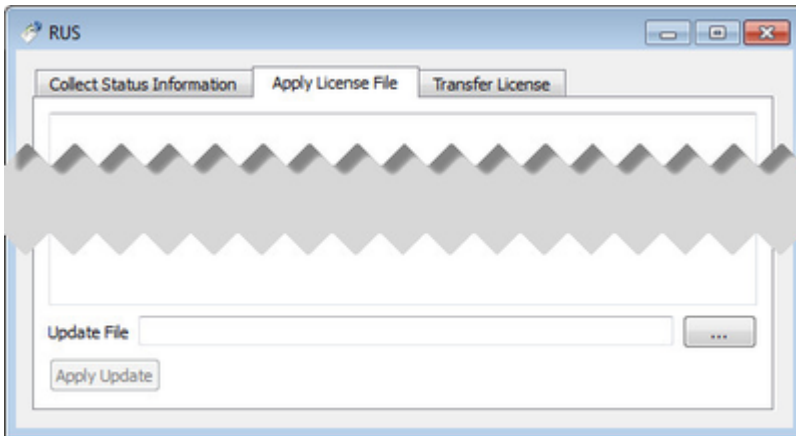 RUS
Collect Status Information Apply License File Transfer License
Update File ...
Apply Update